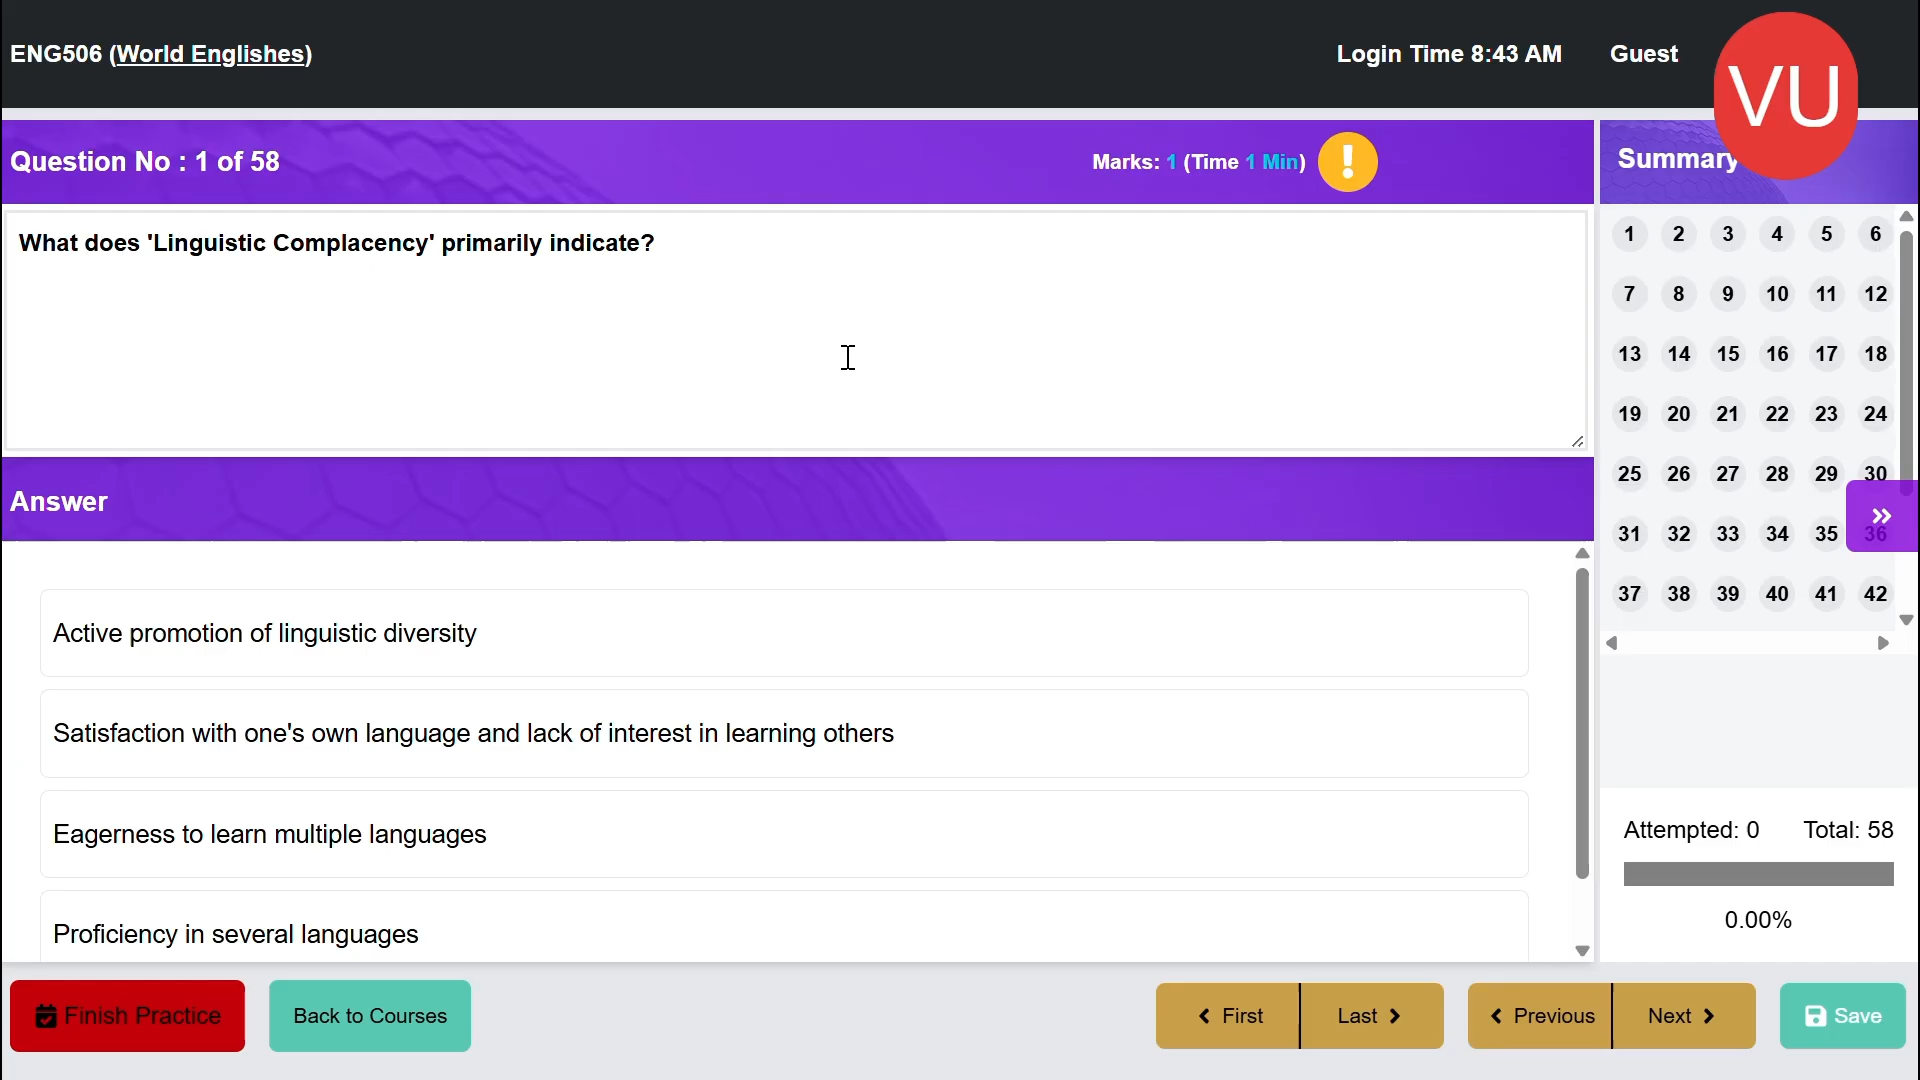 ENG506 (World Englishes)
Login Time 8:43 AM
Guest
VU
Question No : 1 of 58
Marks: 1 (Time 1 Min)
!
Summary
What does 'Linguistic Complacency' primarily indicate?
1 2 3 4 5 6
7 8 9 10 11 12
13 14 15 16 17 18
19 20 21 22 23 24
25 26 27 28 29 30
31 32 33 34 35 36
37 38 39 40 41 42
Answer
Active promotion of linguistic diversity
Satisfaction with one's own language and lack of interest in learning others
Eagerness to learn multiple languages
Proficiency in several languages
Attempted: 0 Total: 58
0.00%
Finish Practice
Back to Courses
First
Last
Previous
Next
Save